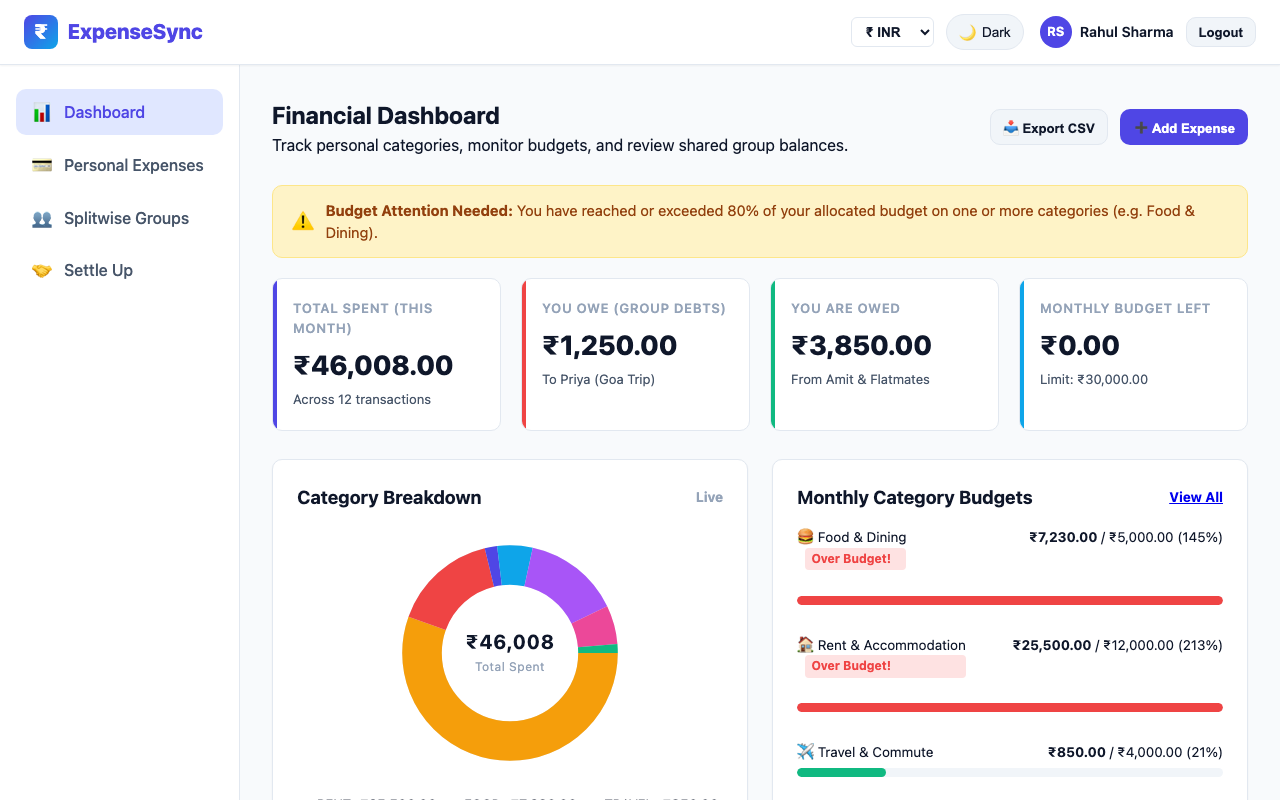 ₹ ExpenseSync
₹ INR
Dark
RS Rahul Sharma
Logout
Dashboard
Personal Expenses
Splitwise Groups
Settle Up
Financial Dashboard
Track personal categories, monitor budgets, and review shared group balances.
Export CSV
Add Expense
Budget Attention Needed: You have reached or exceeded 80% of your allocated budget on one or more categories (e.g. Food &
Dining).
TOTAL SPENT (THIS
MONTH)
₹46,008.00
Across 12 transactions
YOU OWE (GROUP DEBTS)
₹1,250.00
To Priya (Goa Trip)
YOU ARE OWED
₹3,850.00
From Amit & Flatmates
MONTHLY BUDGET LEFT
₹0.00
Limit: ₹30,000.00
Category Breakdown
Live
₹46,008
Total Spent
Monthly Category Budgets
View All
Food & Dining
₹7,230.00 / ₹5,000.00 (145%)
Over Budget!
Rent & Accommodation
₹25,500.00 / ₹12,000.00 (213%)
Over Budget!
Travel & Commute
₹850.00 / ₹4,000.00 (21%)